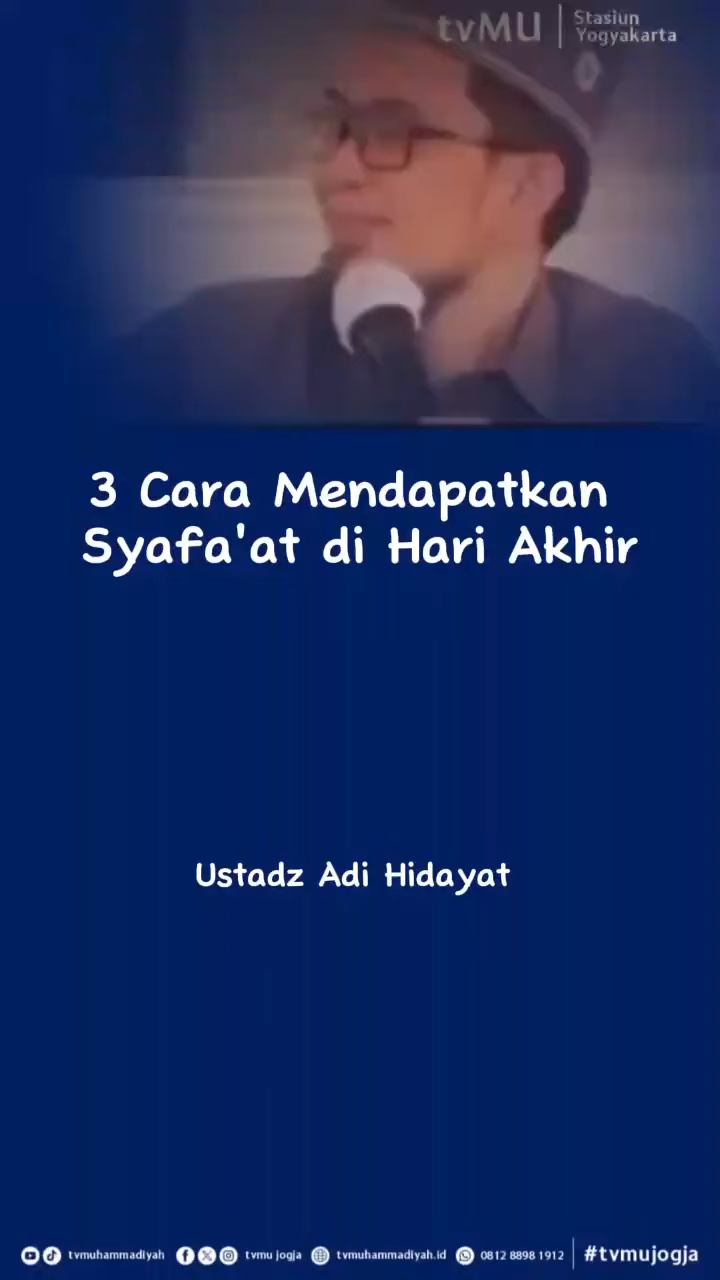 tvMU
Stasiun
Yogyakarta
3 Cara Mendapatkan
Syafa'at di Hari Akhir
Ustadz Adi Hidayat
tvmuhammadiyah tvmu jogja tvmuhammadiyah.id 0812 8898 1912 #tvmujogja